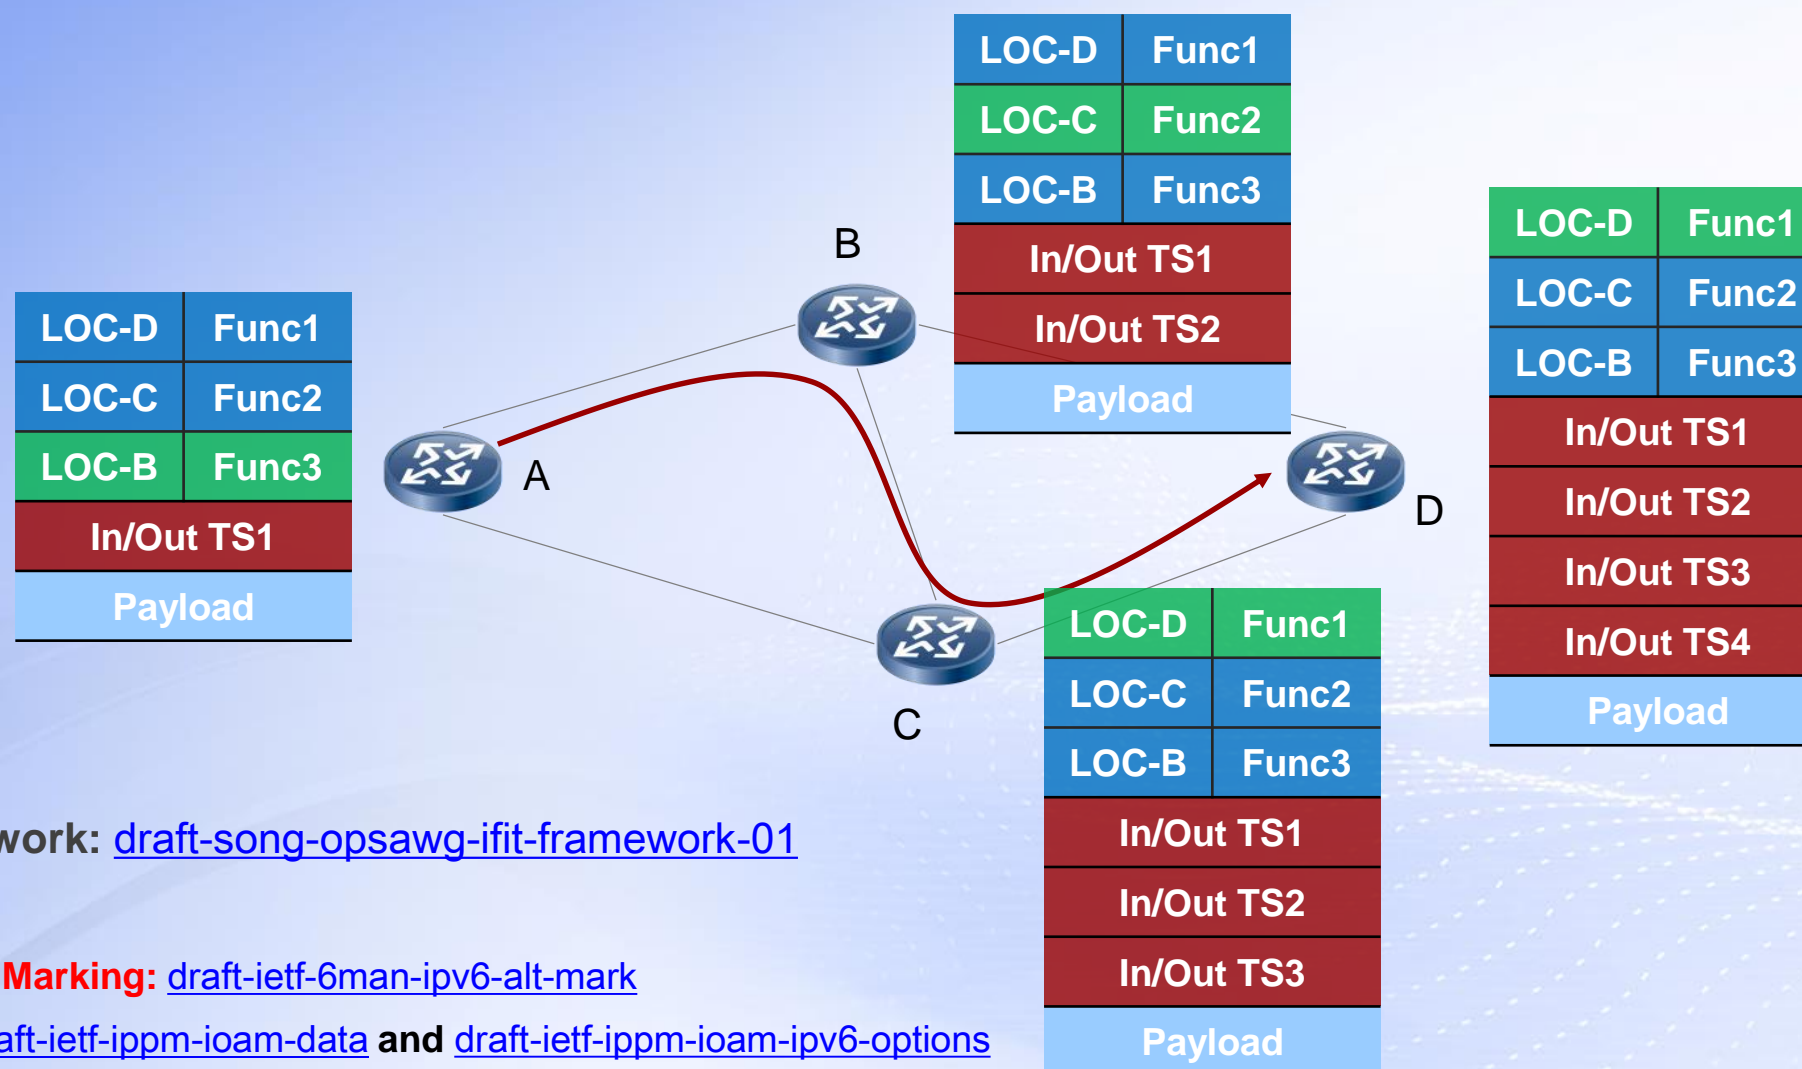 LOC-D Func1
LOC-C Func2
LOC-B Func3
In/Out TS1
Payload
A
B
LOC-D Func1
LOC-C Func2
LOC-B Func3
In/Out TS1
In/Out TS2
Payload
C
LOC-D Func1
LOC-C Func2
LOC-B Func3
In/Out TS1
In/Out TS2
In/Out TS3
Payload
D
LOC-D Func1
LOC-C Func2
LOC-B Func3
In/Out TS1
In/Out TS2
In/Out TS3
In/Out TS4
Payload
work: draft-song-opsawg-ifit-framework-01
Marking: draft-ietf-6man-ipv6-alt-mark
aft-ietf-ippm-ioam-data and draft-ietf-ippm-ioam-ipv6-options